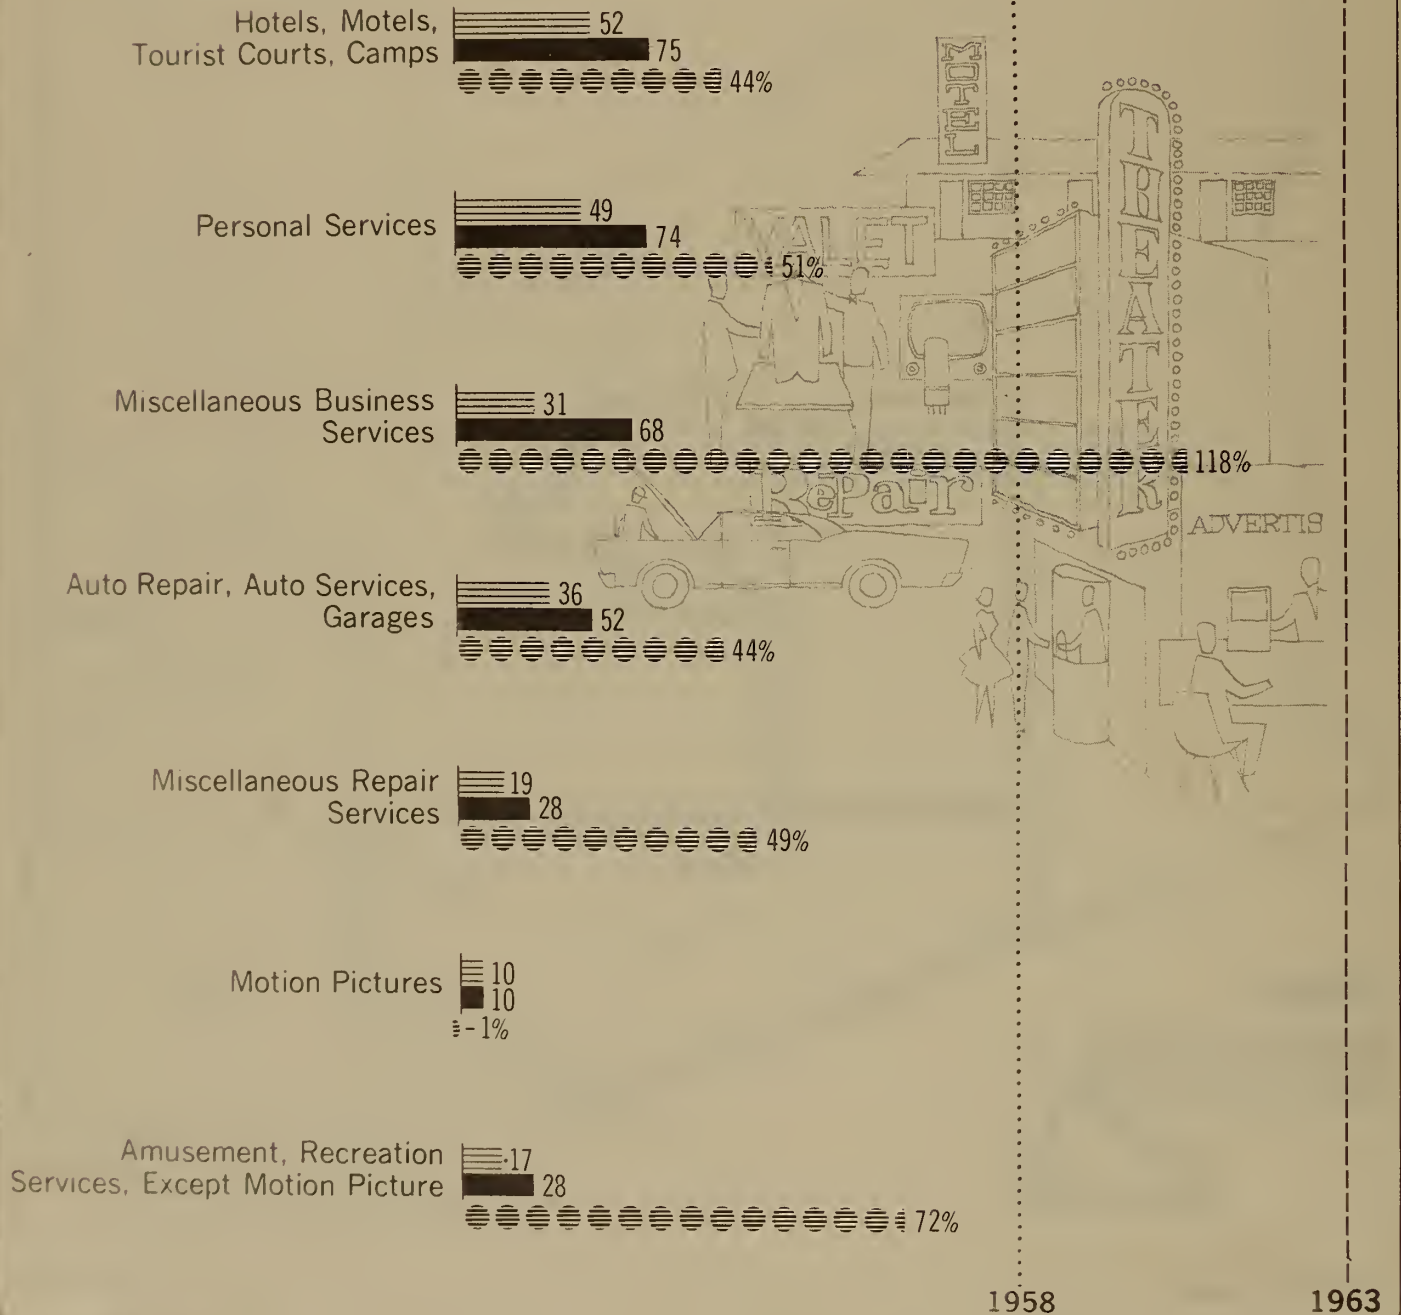 Hotels, Motels,
Tourist Courts, Camps
52
75
44%
MOTEL
THEATER
Personal Services
49
74
51%
VALET
Miscellaneous Business
Services
31
68
118%
RePair
ADVERTIS
Auto Repair, Auto Services,
Garages
36
52
44%
Miscellaneous Repair
Services
19
28
49%
Motion Pictures
10
10
-1%
Amusement, Recreation
Services, Except Motion Picture
17
28
72%
1958
1963